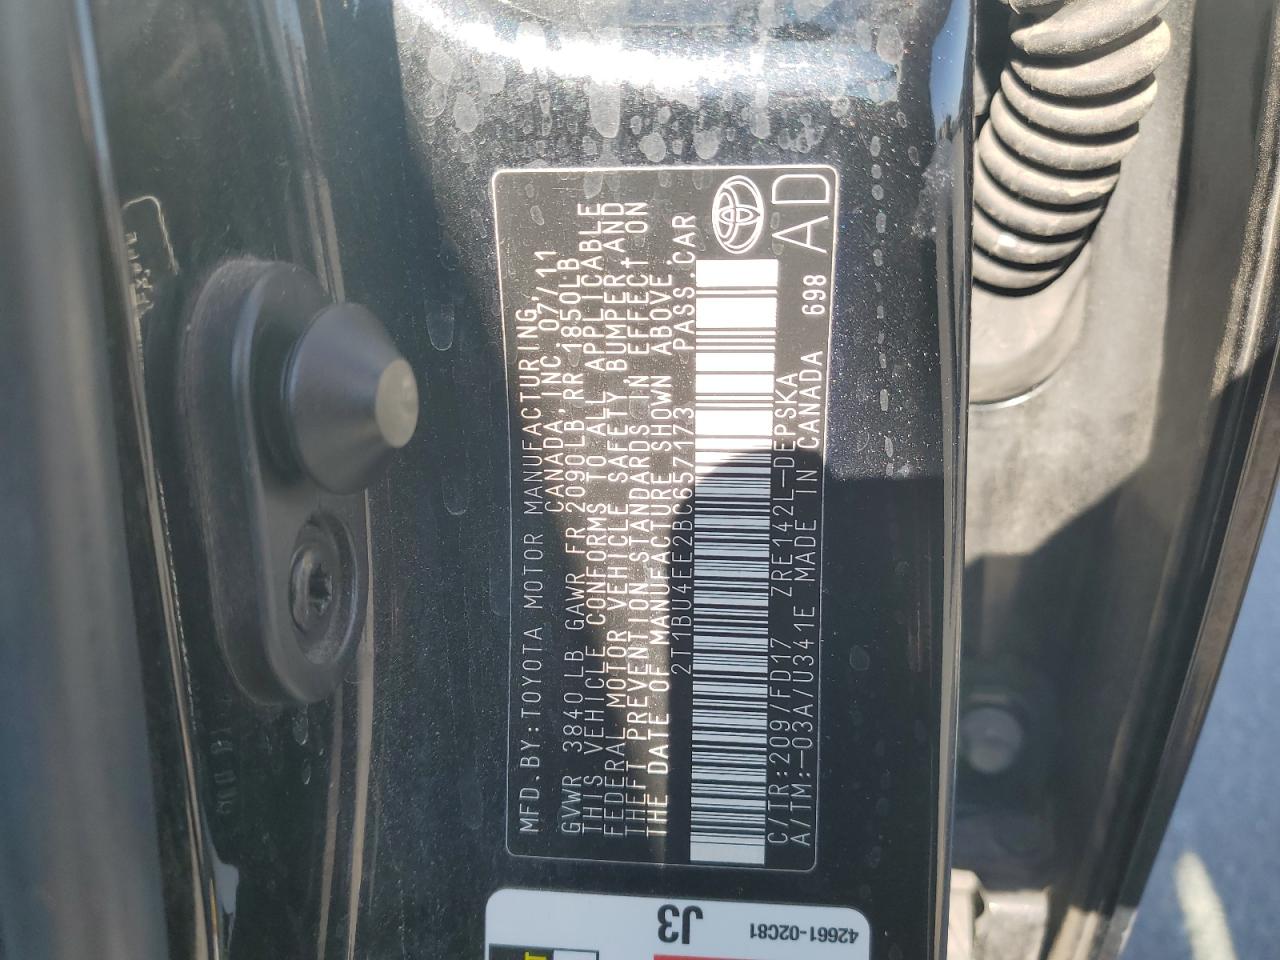 MFD.BY:TOYOTA MOTOR MANUFACTURING,
CANADA,INC 07/11
GVWR 3840LB GAWR FR 2090LB RR 1850LB
THIS VEHICLE CONFORMS TO ALL APPLICABLE
FEDERAL MOTOR VEHICLE SAFETY, BUMPER, AND
THEFT PREVENTION STANDARDS IN EFFECT ON
THE DATE OF MANUFACTURE SHOWN ABOVE.
2T1BU4EE2BC657173 PASS.CAR
C/TR:209/FD17 ZRE142L-DEPSKA
A/TM:-03A/U341E MADE IN CANADA 698
AD
J3
42661-02C81